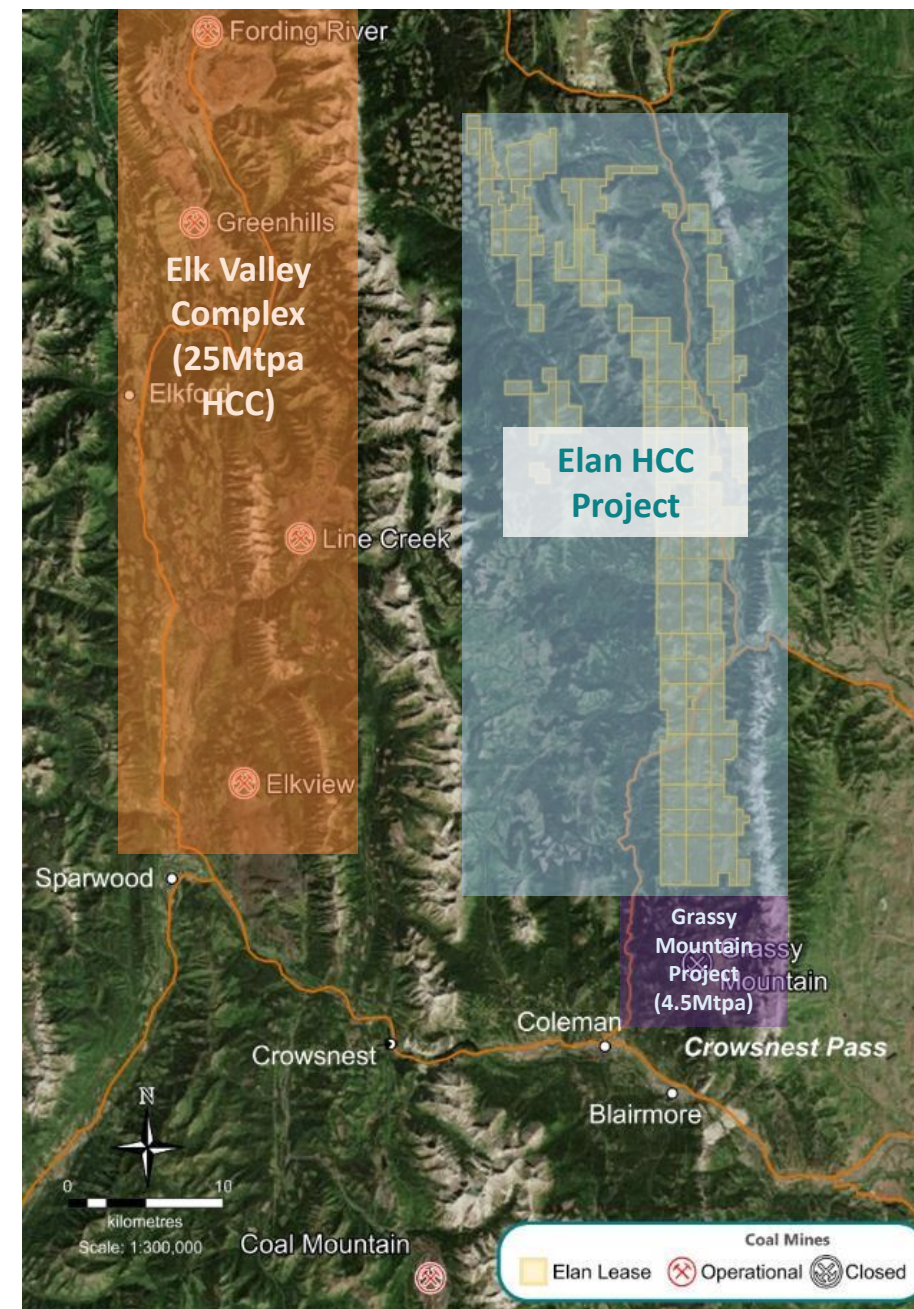 Fording River
Greenhills
Elk Valley
Complex
(25Mtpa
HCC)
Elkford
Elan HCC
Project
Line Creek
Elkview
Sparwood
Grassy
Mountain
Project
(4.5Mtpa)
Grassy
Mountain
Coleman
Crowsnest
Crowsnest Pass
Blairmore
N
0 10
kilometres
Scale: 1:300,000
Coal Mountain
Coal Mines
Elan Lease Operational Closed